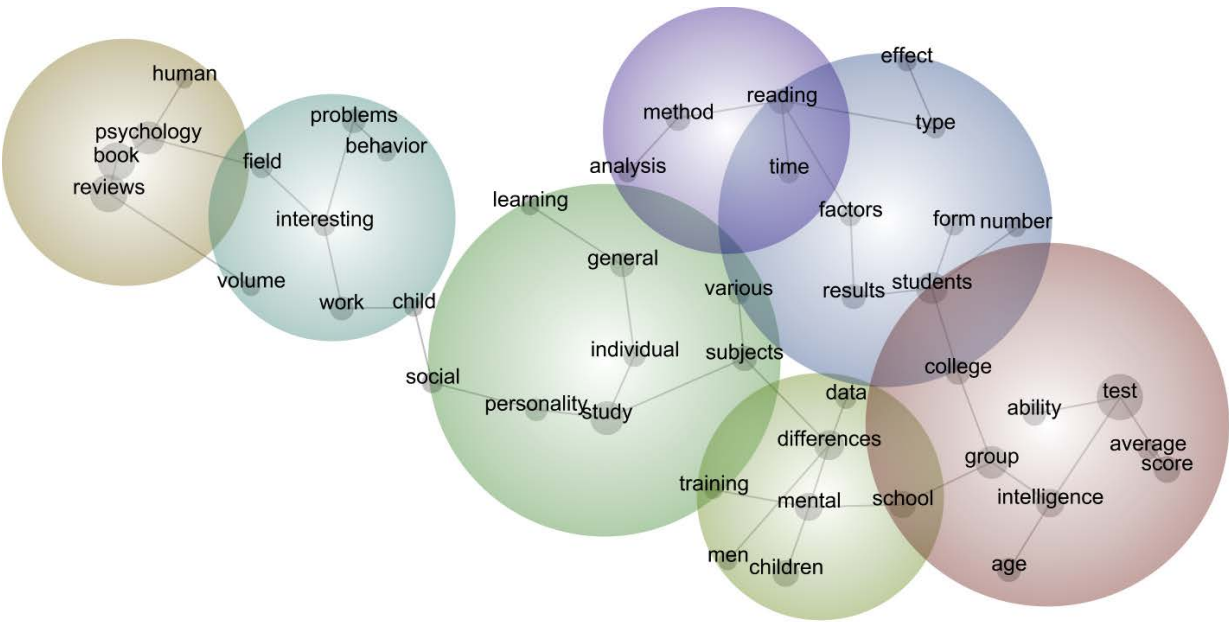 human
psychology
book
reviews
field
volume
problems
behavior
interesting
work
child
social
learning
general
individual
personality
study
various
subjects
method
reading
analysis
time
effect
type
factors
form
number
results
students
college
data
differences
training
mental
school
men
children
ability
test
average
score
group
intelligence
age